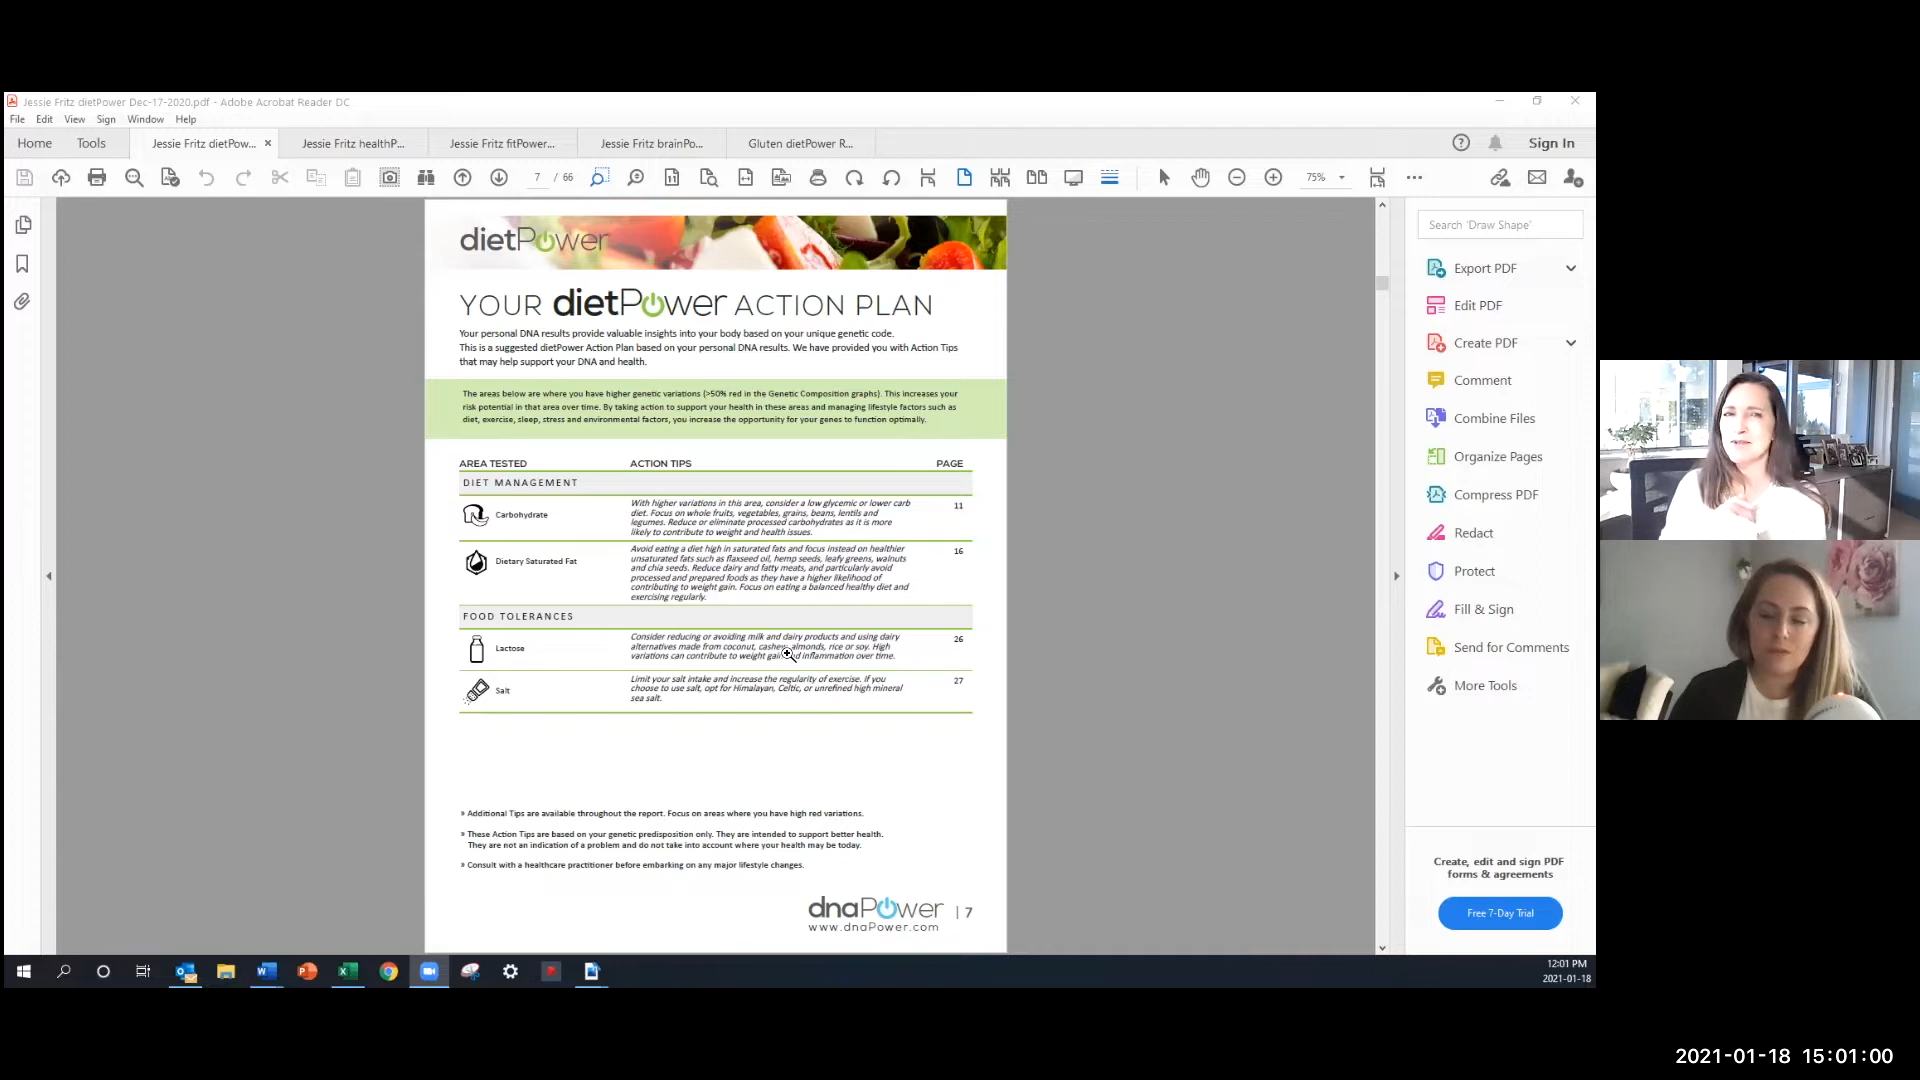 Jessie Fritz dietPower Dec-17-2020.pdf - Adobe Acrobat Reader DC
File Edit View Sign Window Help
Home Tools Jessie Fritz dietPow... × Jessie Fritz healthP... Jessie Fritz fitPower... Jessie Fritz brainPo... Gluten dietPower R... Sign In
7 / 66 75%
Search 'Draw Shape'
Export PDF
Edit PDF
Create PDF
Comment
Combine Files
Organize Pages
Compress PDF
Redact
Protect
Fill & Sign
Send for Comments
More Tools
Create, edit and sign PDF
forms & agreements
Free 7-Day Trial
dietPower
YOUR dietPower ACTION PLAN
Your personal DNA results provide valuable insights into your body based on your unique genetic code.
This is a suggested dietPower Action Plan based on your personal DNA results. We have provided you with Action Tips
that may help support your DNA and health.
The areas below are where you have higher genetic variations (>50% red in the Genetic Composition graphs). This increases your
risk potential in that area over time. By taking action to support your health in these areas and managing lifestyle factors such as
diet, exercise, sleep, stress and environmental factors, you increase the opportunity for your genes to function optimally.
AREA TESTED ACTION TIPS PAGE
DIET MANAGEMENT
Carbohydrate
With higher variations in this area, consider a low glycemic or lower carb
diet. Focus on whole fruits, vegetables, grains, beans, lentils and
legumes. Reduce or eliminate processed carbohydrates as it is more
likely to contribute to weight and health issues.
11
Dietary Saturated Fat
Avoid eating a diet high in saturated fats and focus instead on healthier
unsaturated fats such as flaxseed oil, hemp seeds, leafy greens, walnuts
and chia seeds. Reduce dairy and fatty meats, and particularly avoid
processed and prepared foods as they have a higher likelihood of
contributing to weight gain. Focus on eating a balanced healthy diet and
exercising regularly.
16
FOOD TOLERANCES
Lactose
Consider reducing or avoiding milk and dairy products and using dairy
alternatives made from coconut, cashew, almonds, rice or soy. High
variations can contribute to weight gain and inflammation over time.
26
Salt
Limit your salt intake and increase the regularity of exercise. If you
choose to use salt, opt for Himalayan, Celtic, or unrefined high mineral
sea salt.
27
» Additional Tips are available throughout the report. Focus on areas where you have high red variations.
» These Action Tips are based on your genetic predisposition only. They are intended to support better health.
They are not an indication of a problem and do not take into account where your health may be today.
» Consult with a healthcare practitioner before embarking on any major lifestyle changes.
dnaPower | 7
www.dnaPower.com
12:01 PM
2021-01-18
2021-01-18 15:01:00